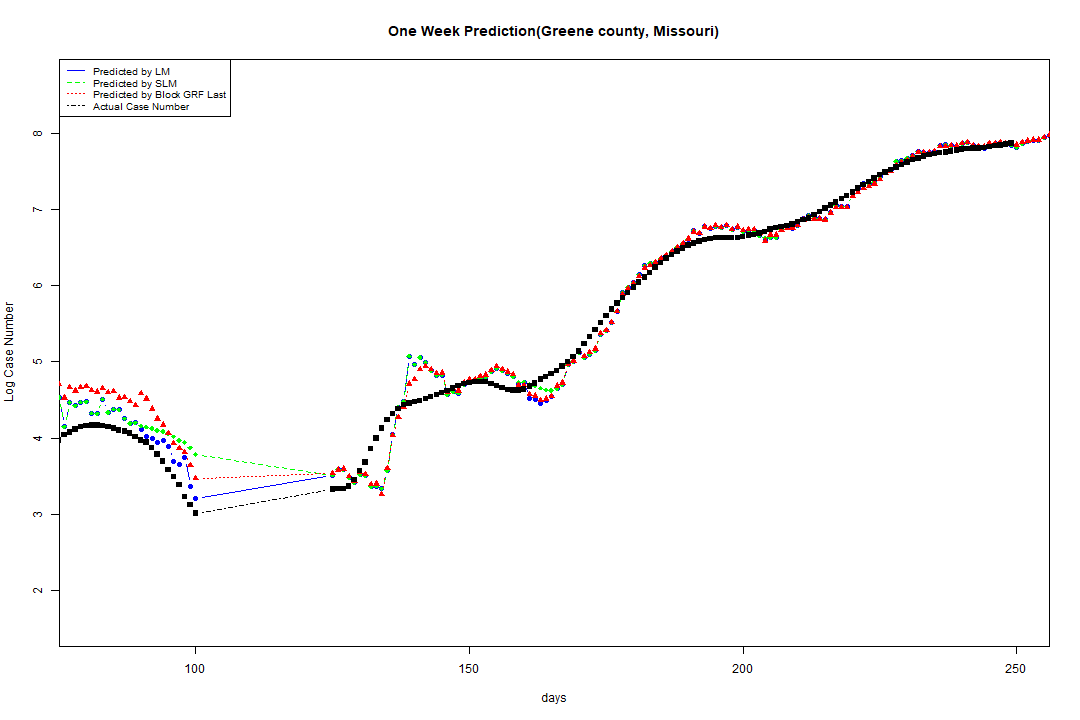 One Week Prediction(Greene county, Missouri)
Predicted by LM
Predicted by SLM
Predicted by Block GRF Last
Actual Case Number
8
7
6
5
4
3
2
Log Case Number
100 150 200 250
days